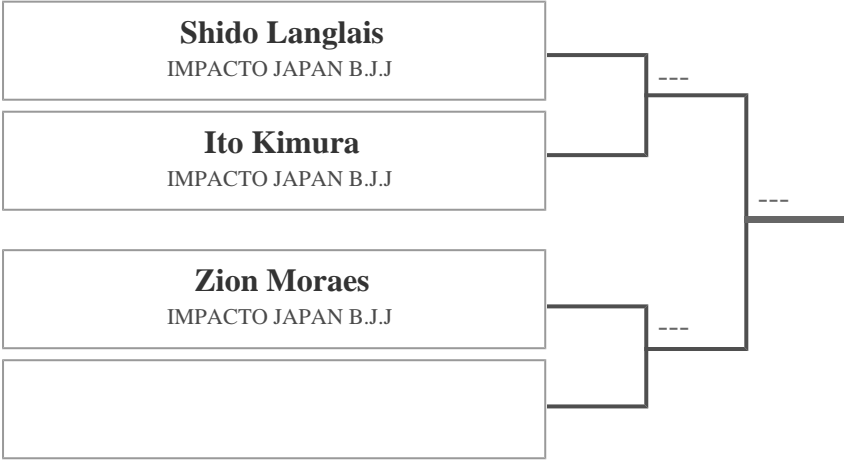 Shido Langlais
IMPACTO JAPAN B.J.J
---
Ito Kimura
IMPACTO JAPAN B.J.J
---
Zion Moraes
IMPACTO JAPAN B.J.J
---